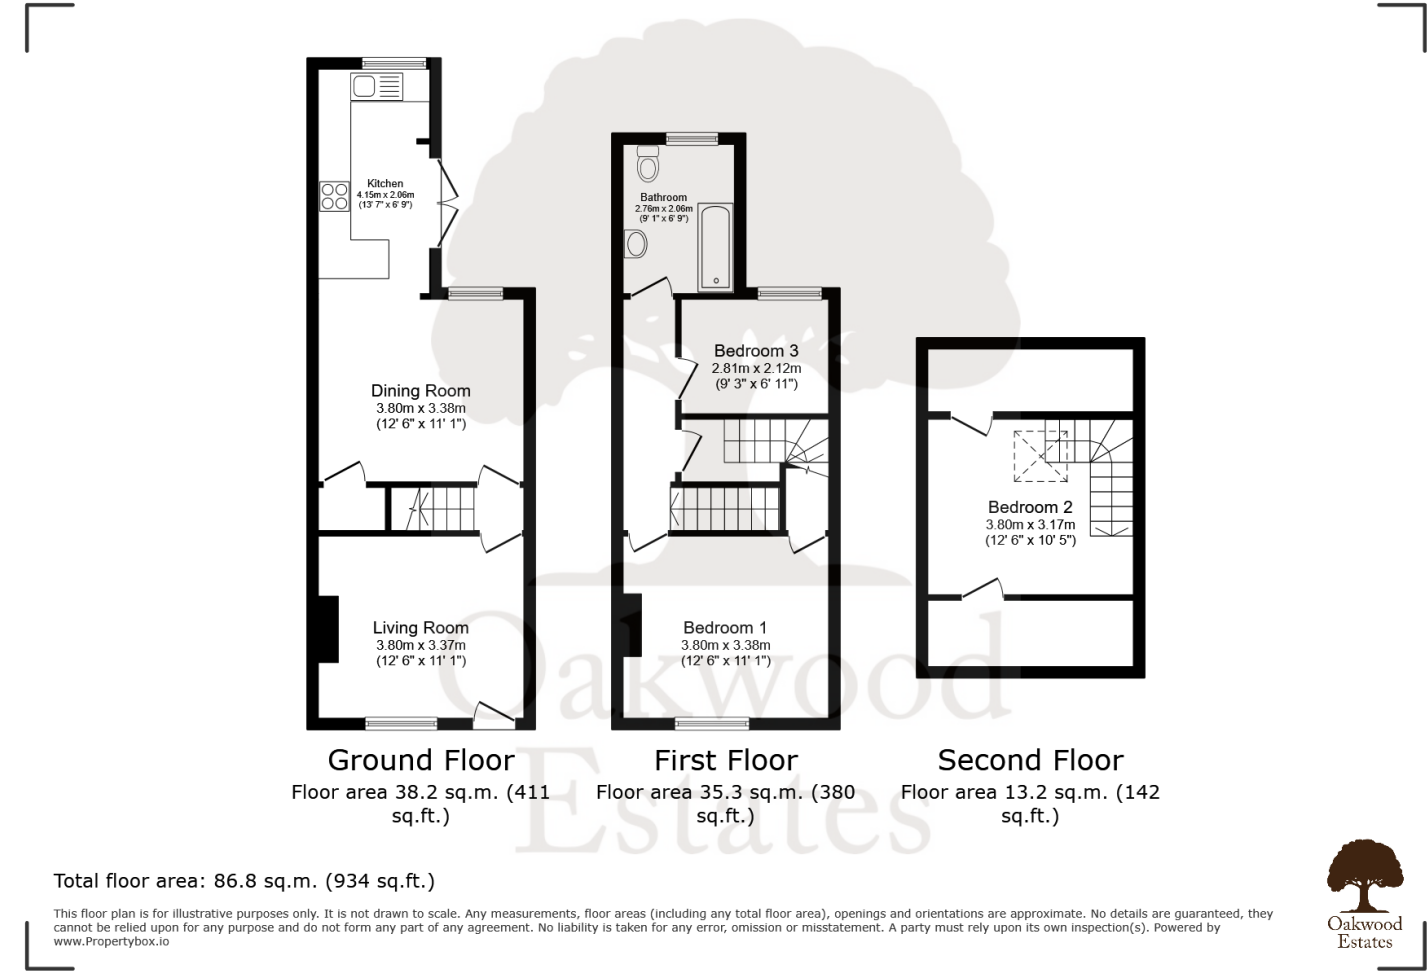 Kitchen
4.15m x 2.06m
(13' 7" x 6' 9")
Dining Room
3.80m x 3.38m
(12' 6" x 11' 1")
Living Room
3.80m x 3.37m
(12' 6" x 11' 1")
Bathroom
2.76m x 2.06m
(9' 1" x 6' 9")
Bedroom 3
2.81m x 2.12m
(9' 3" x 6' 11")
Bedroom 1
3.80m x 3.38m
(12' 6" x 11' 1")
Bedroom 2
3.80m x 3.17m
(12' 6" x 10' 5")
Oakwood
Estates
Ground Floor
Floor area 38.2 sq.m. (411
sq.ft.)
First Floor
Floor area 35.3 sq.m. (380
sq.ft.)
Second Floor
Floor area 13.2 sq.m. (142
sq.ft.)
Total floor area: 86.8 sq.m. (934 sq.ft.)
This floor plan is for illustrative purposes only. It is not drawn to scale. Any measurements, floor areas (including any total floor area), openings and orientations are approximate. No details are guaranteed, they
cannot be relied upon for any purpose and do not form any part of any agreement. No liability is taken for any error, omission or misstatement. A party must rely upon its own inspection(s). Powered by
www.Propertybox.io
Oakwood
Estates